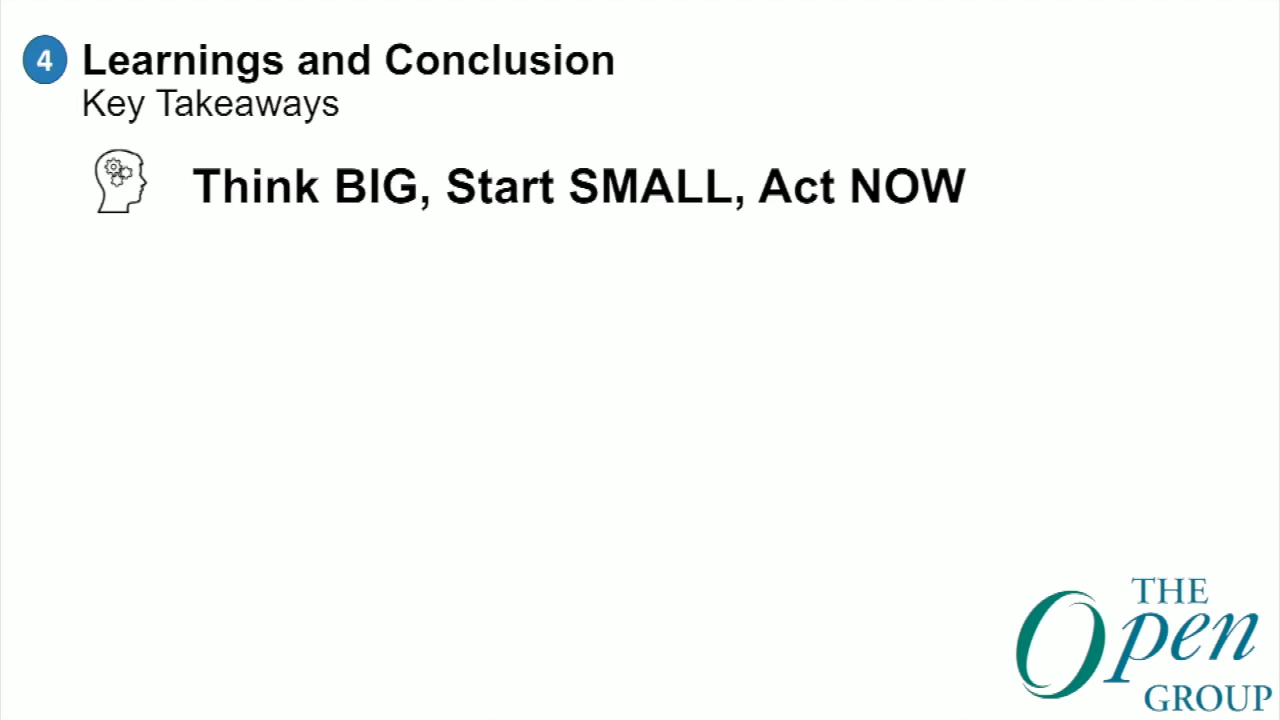 4 Learnings and Conclusion
Key Takeaways
Think BIG, Start SMALL, Act NOW
THE
Open
GROUP